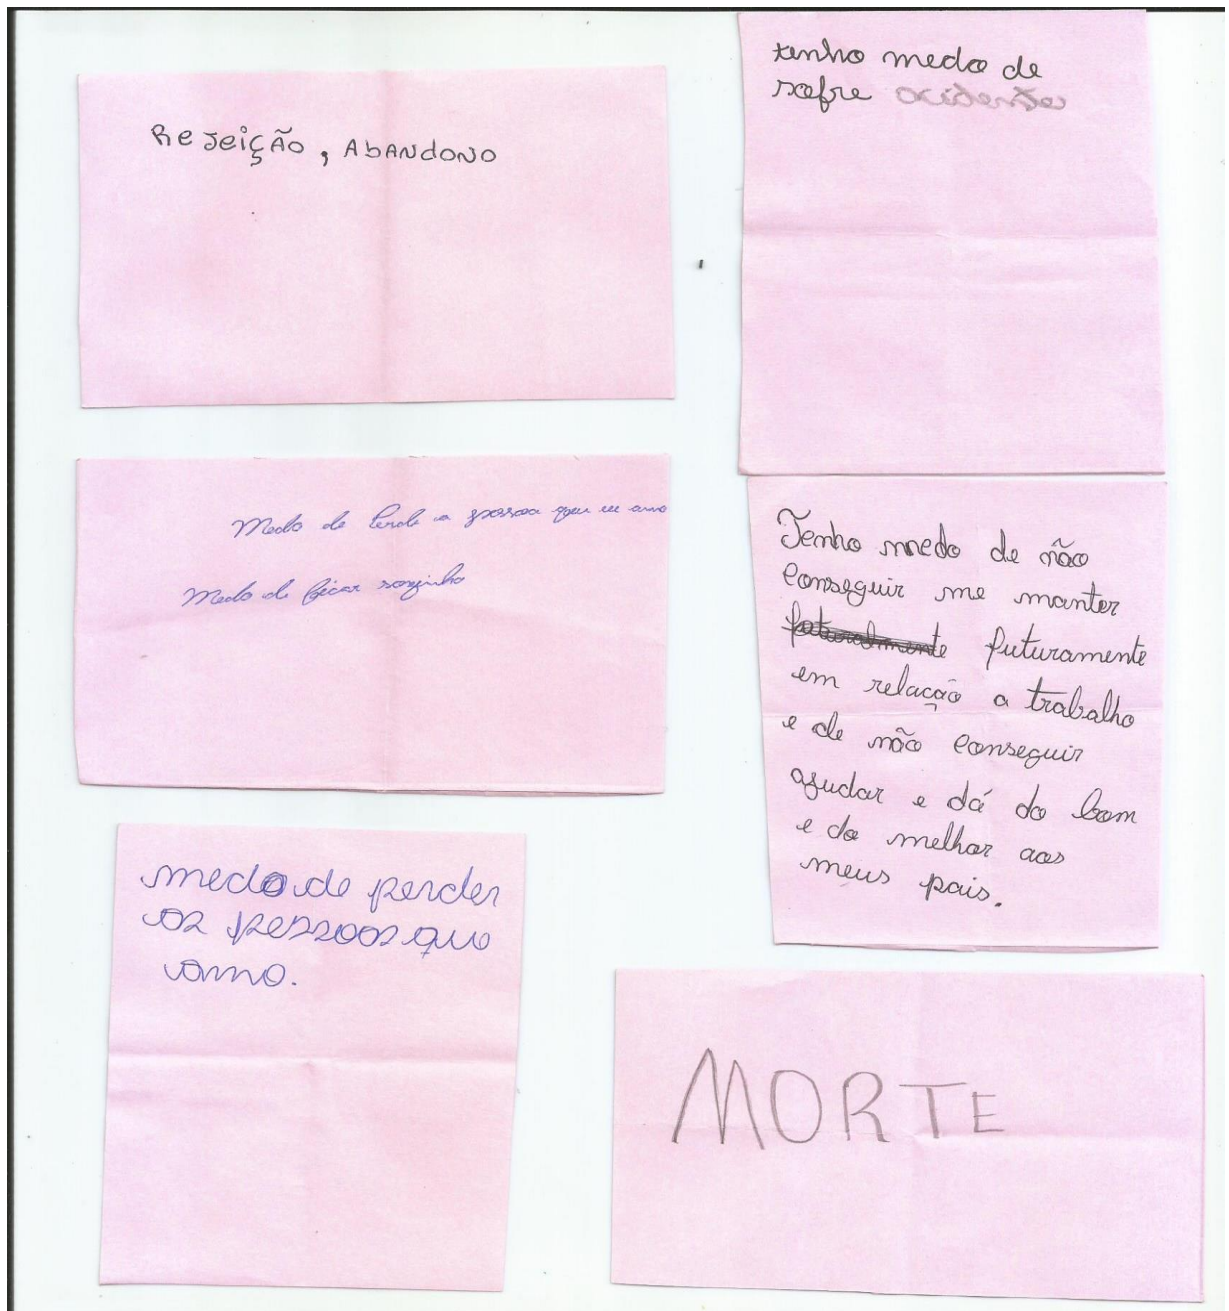 ReJeição, AbANdoNo
tenho medo de
sofre acidente
Medo de Perde a pessoa que eu amo
Medo de ficar sozinho
Tenho medo de não
conseguir me manter
futuramente
em relação a trabalho
e de não conseguir
ajudar e dá do bom
e do melhor aos
meus pais.
medo de perder
as pessoas que
amo.
MORTE